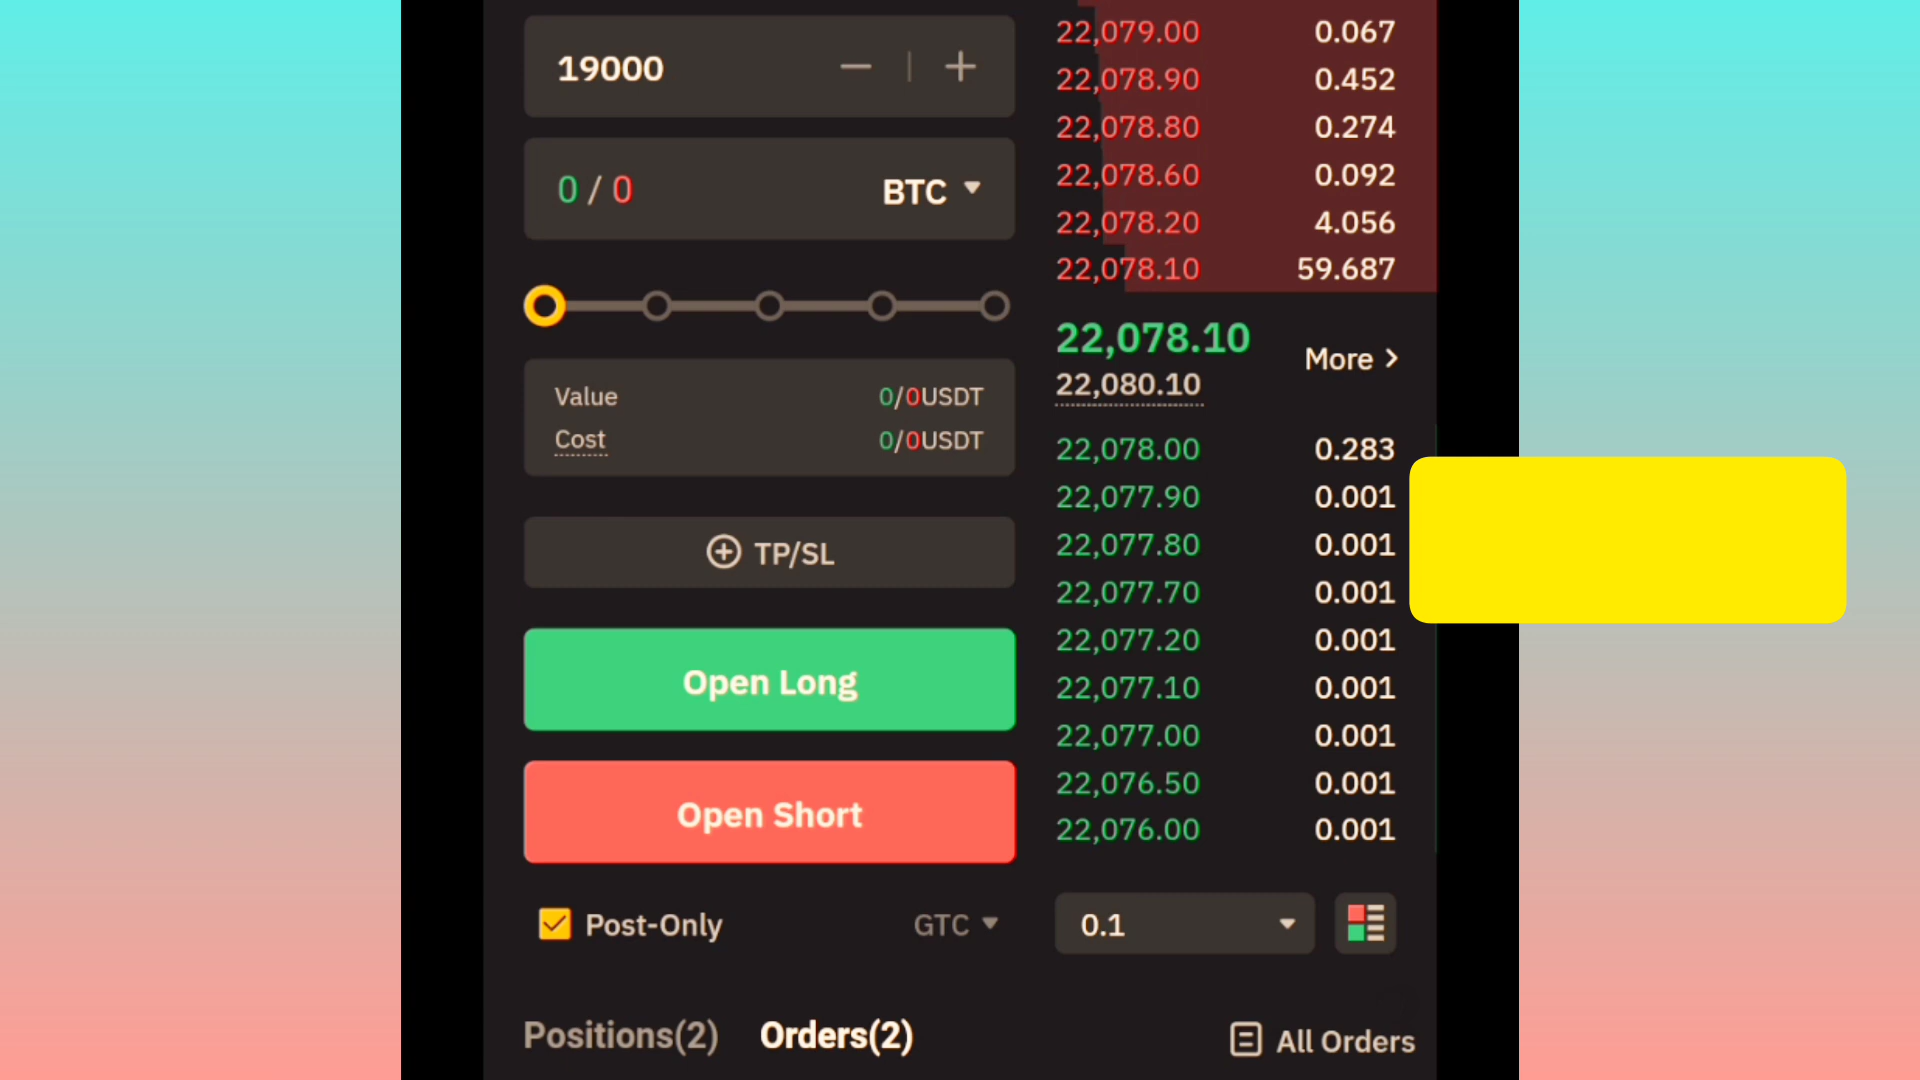 19000
0 / 0 BTC
Value 0/0USDT
Cost 0/0USDT
TP/SL
Open Long
Open Short
Post-Only GTC
22,079.00 0.067
22,078.90 0.452
22,078.80 0.274
22,078.60 0.092
22,078.20 4.056
22,078.10 59.687
22,078.10
More
22,080.10
22,078.00 0.283
22,077.90 0.001
22,077.80 0.001
22,077.70 0.001
22,077.20 0.001
22,077.10 0.001
22,077.00 0.001
22,076.50 0.001
22,076.00 0.001
0.1
Positions(2) Orders(2) All Orders